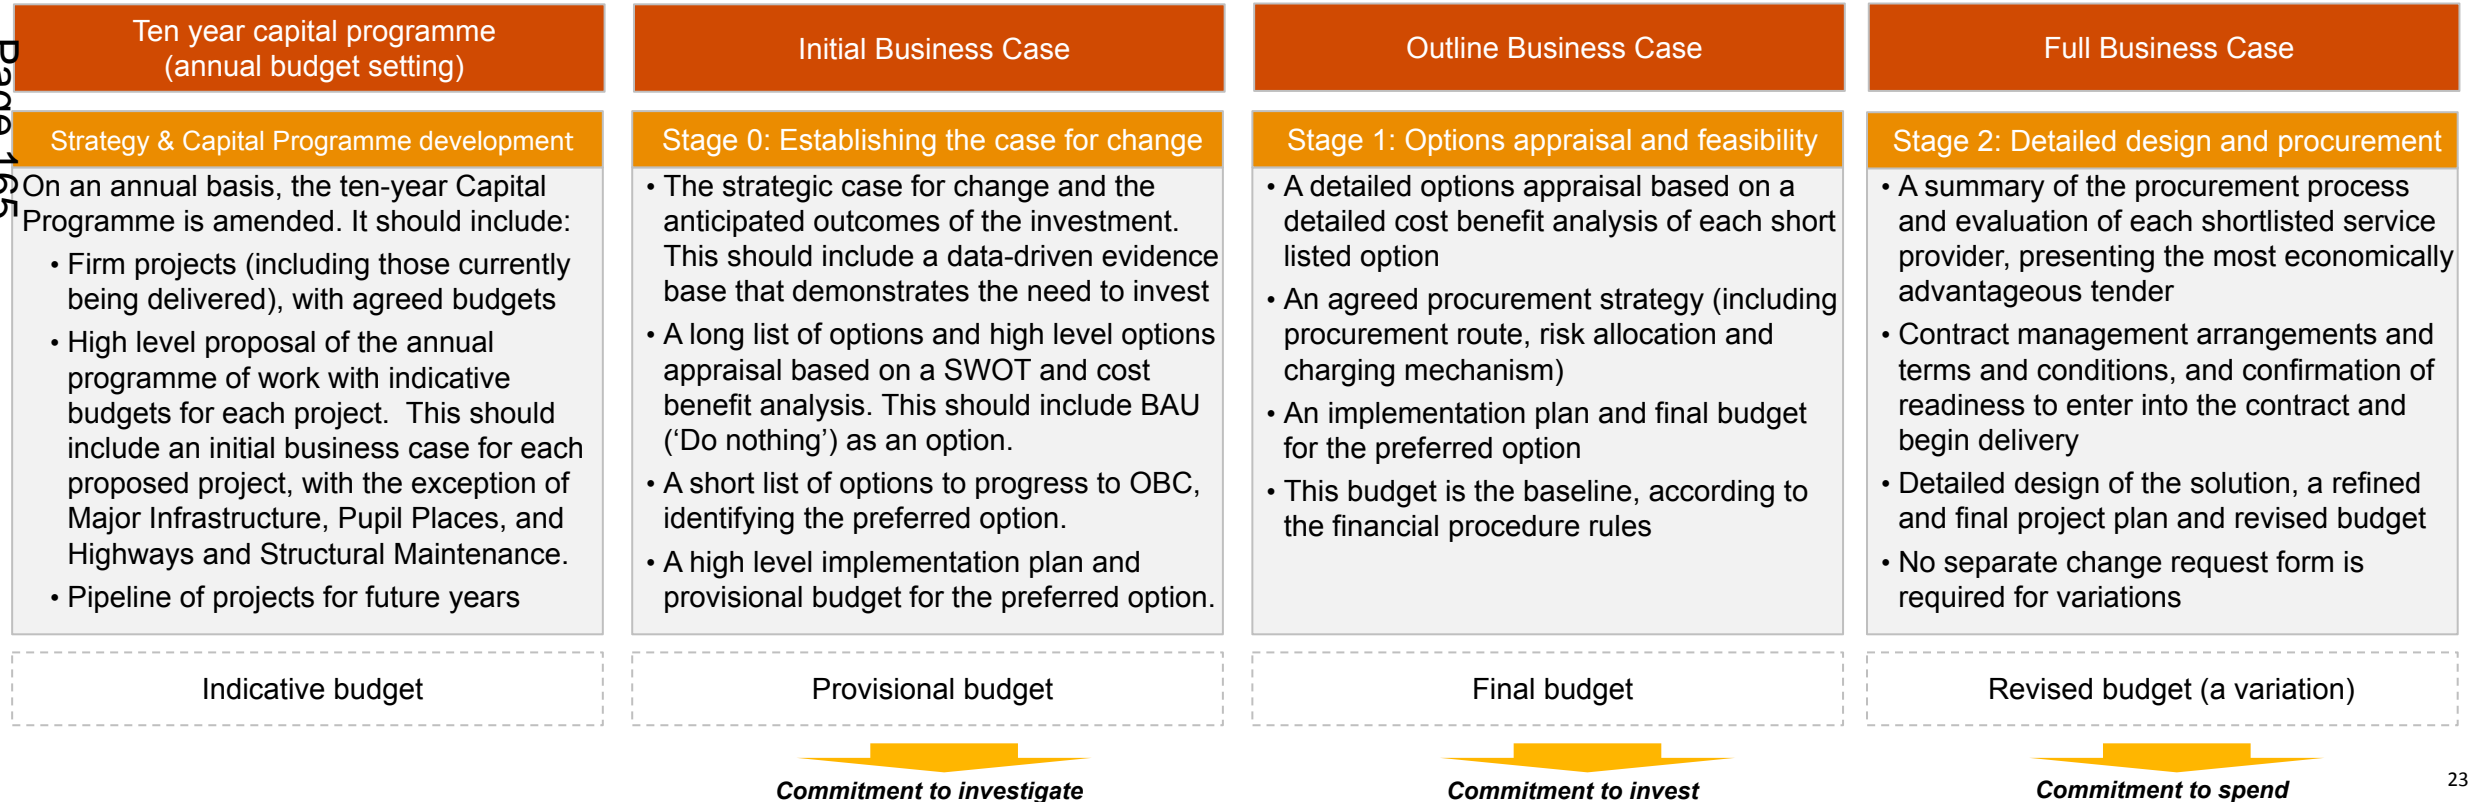 Page 165
Ten year capital programme
(annual budget setting)
Strategy & Capital Programme development
On an annual basis, the ten-year Capital
Programme is amended. It should include:
• Firm projects (including those currently
being delivered), with agreed budgets
• High level proposal of the annual
programme of work with indicative
budgets for each project.  This should
include an initial business case for each
proposed project, with the exception of
Major Infrastructure, Pupil Places, and
Highways and Structural Maintenance.
• Pipeline of projects for future years
Indicative budget
Initial Business Case
Stage 0: Establishing the case for change
• The strategic case for change and the
anticipated outcomes of the investment.
This should include a data-driven evidence
base that demonstrates the need to invest
• A long list of options and high level options
appraisal based on a SWOT and cost
benefit analysis. This should include BAU
(‘Do nothing’) as an option.
• A short list of options to progress to OBC,
identifying the preferred option.
• A high level implementation plan and
provisional budget for the preferred option.
Provisional budget
Commitment to investigate
Outline Business Case
Stage 1: Options appraisal and feasibility
• A detailed options appraisal based on a
detailed cost benefit analysis of each short
listed option
• An agreed procurement strategy (including
procurement route, risk allocation and
charging mechanism)
• An implementation plan and final budget
for the preferred option
• This budget is the baseline, according to
the financial procedure rules
Final budget
Commitment to invest
Full Business Case
Stage 2: Detailed design and procurement
• A summary of the procurement process
and evaluation of each shortlisted service
provider, presenting the most economically
advantageous tender
• Contract management arrangements and
terms and conditions, and confirmation of
readiness to enter into the contract and
begin delivery
• Detailed design of the solution, a refined
and final project plan and revised budget
• No separate change request form is
required for variations
Revised budget (a variation)
Commitment to spend
23